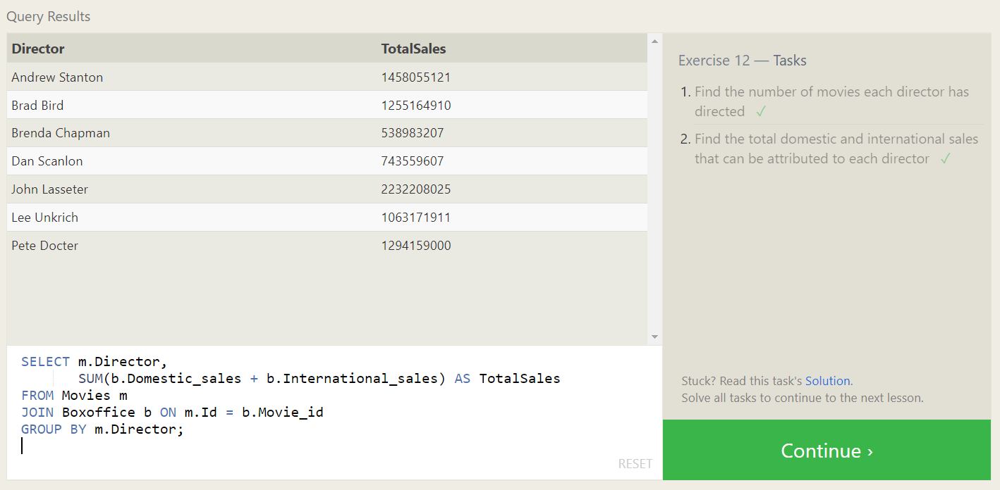 Query Results
Director TotalSales
Andrew Stanton 1458055121
Brad Bird 1255164910
Brenda Chapman 538983207
Dan Scanlon 743559607
John Lasseter 2232208025
Lee Unkrich 1063171911
Pete Docter 1294159000
SELECT m.Director,
SUM(b.Domestic_sales + b.International_sales) AS TotalSales
FROM Movies m
JOIN Boxoffice b ON m.Id = b.Movie_id
GROUP BY m.Director;
RESET
Exercise 12 — Tasks
1. Find the number of movies each director has
directed ✓
2. Find the total domestic and international sales
that can be attributed to each director ✓
Stuck? Read this task's Solution.
Solve all tasks to continue to the next lesson.
Continue ›